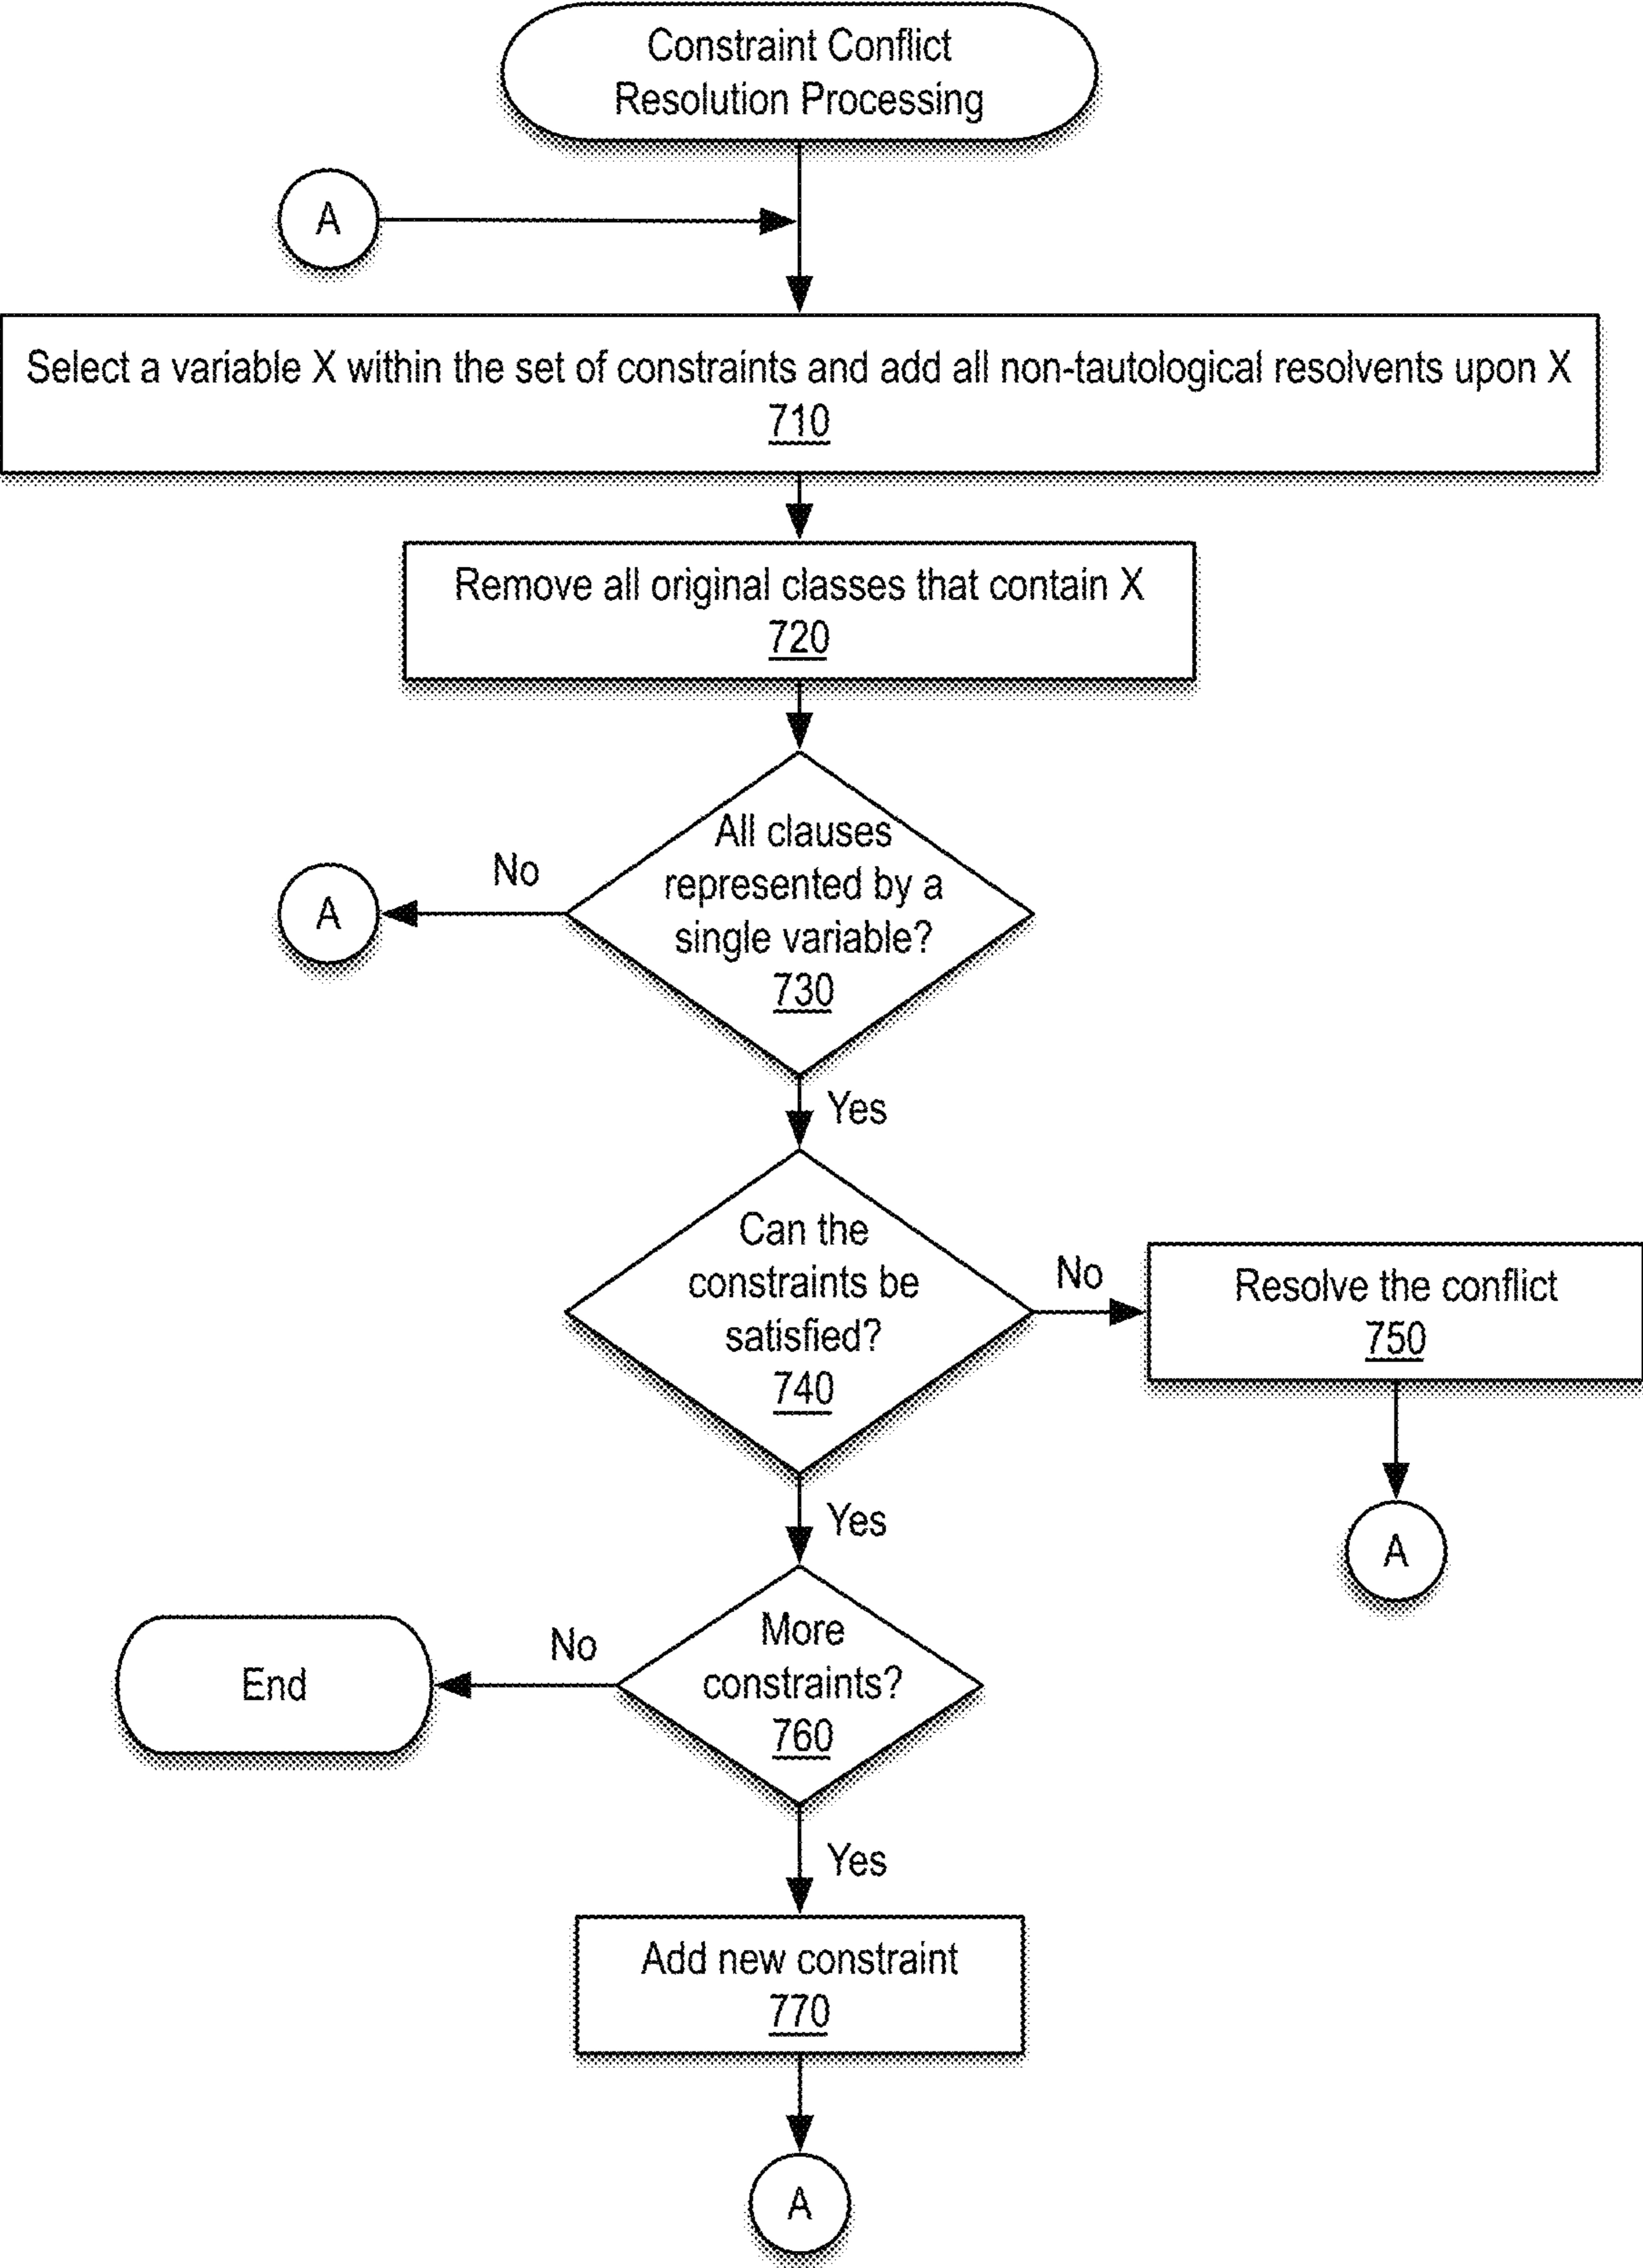 Constraint Conflict
Resolution Processing
A
Select a variable X within the set of constraints and add all non-tautological resolvents upon X
710
Remove all original classes that contain X
720
All clauses
represented by a
single variable?
730
No
A
Yes
Can the
constraints be
satisfied?
740
No
Resolve the conflict
750
A
Yes
More
constraints?
760
No
End
Yes
Add new constraint
770
A